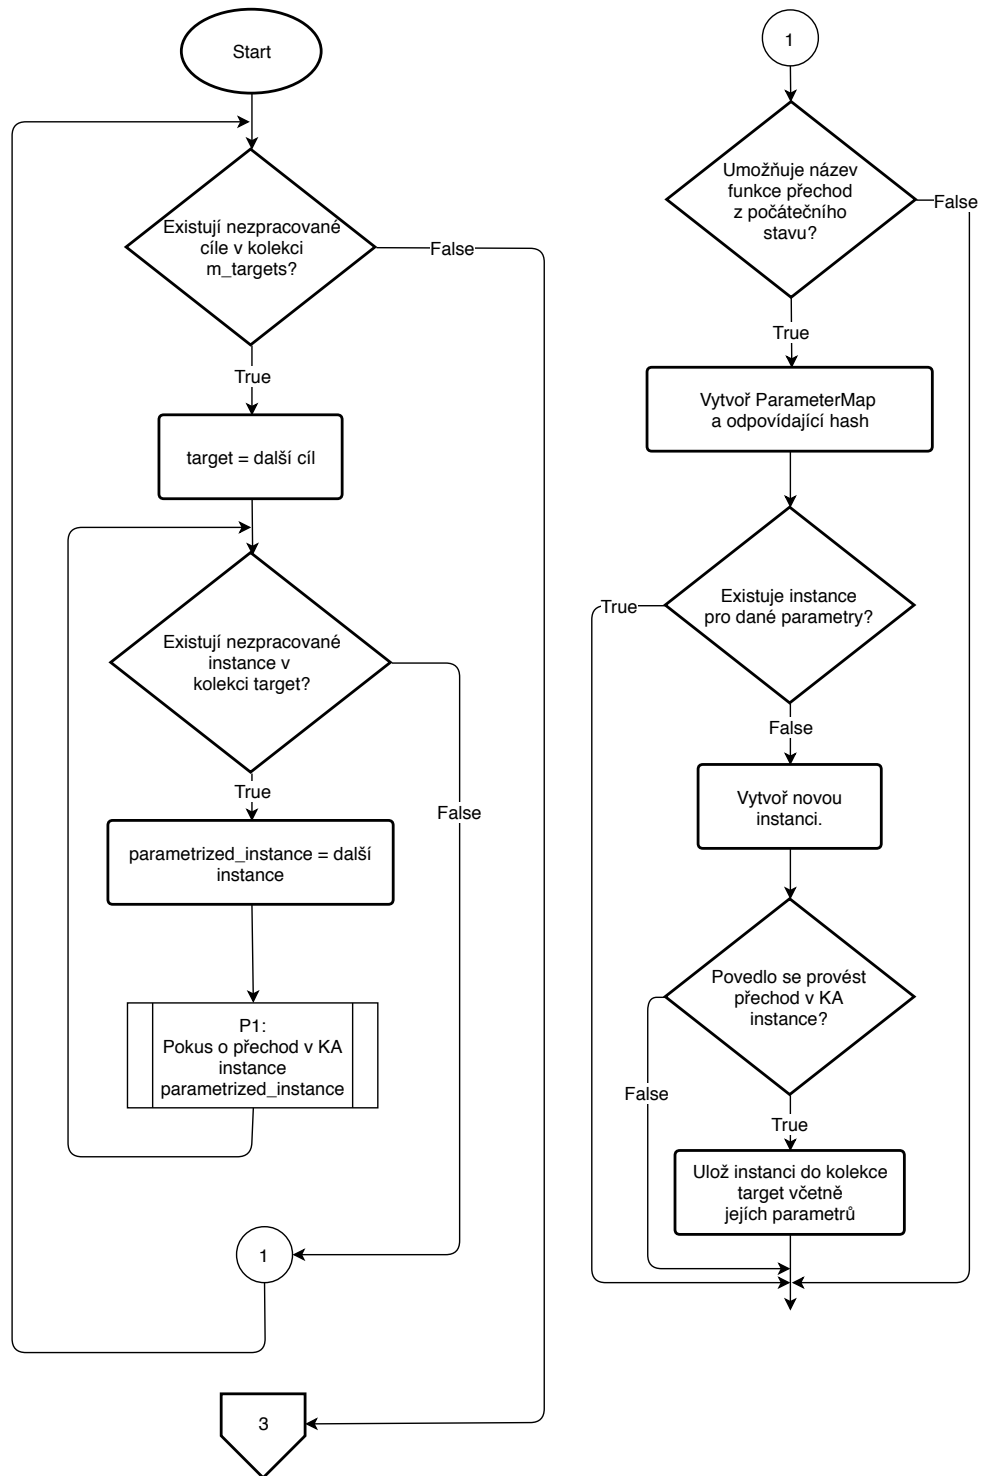 Start
Existují nezpracované
cíle v kolekci
m_targets?
False
True
target = další cíl
Existují nezpracované
instance v
kolekci target?
True
False
parametrized_instance = další
instance
P1:
Pokus o přechod v KA
instance
parametrized_instance
1
3
1
Umožňuje název
funkce přechod
z počátečního
stavu?
False
True
Vytvoř ParameterMap
a odpovídající hash
Existuje instance
pro dané parametry?
True
False
Vytvoř novou
instanci.
Povedlo se provést
přechod v KA
instance?
False
True
Ulož instanci do kolekce
target včetně
jejích parametrů